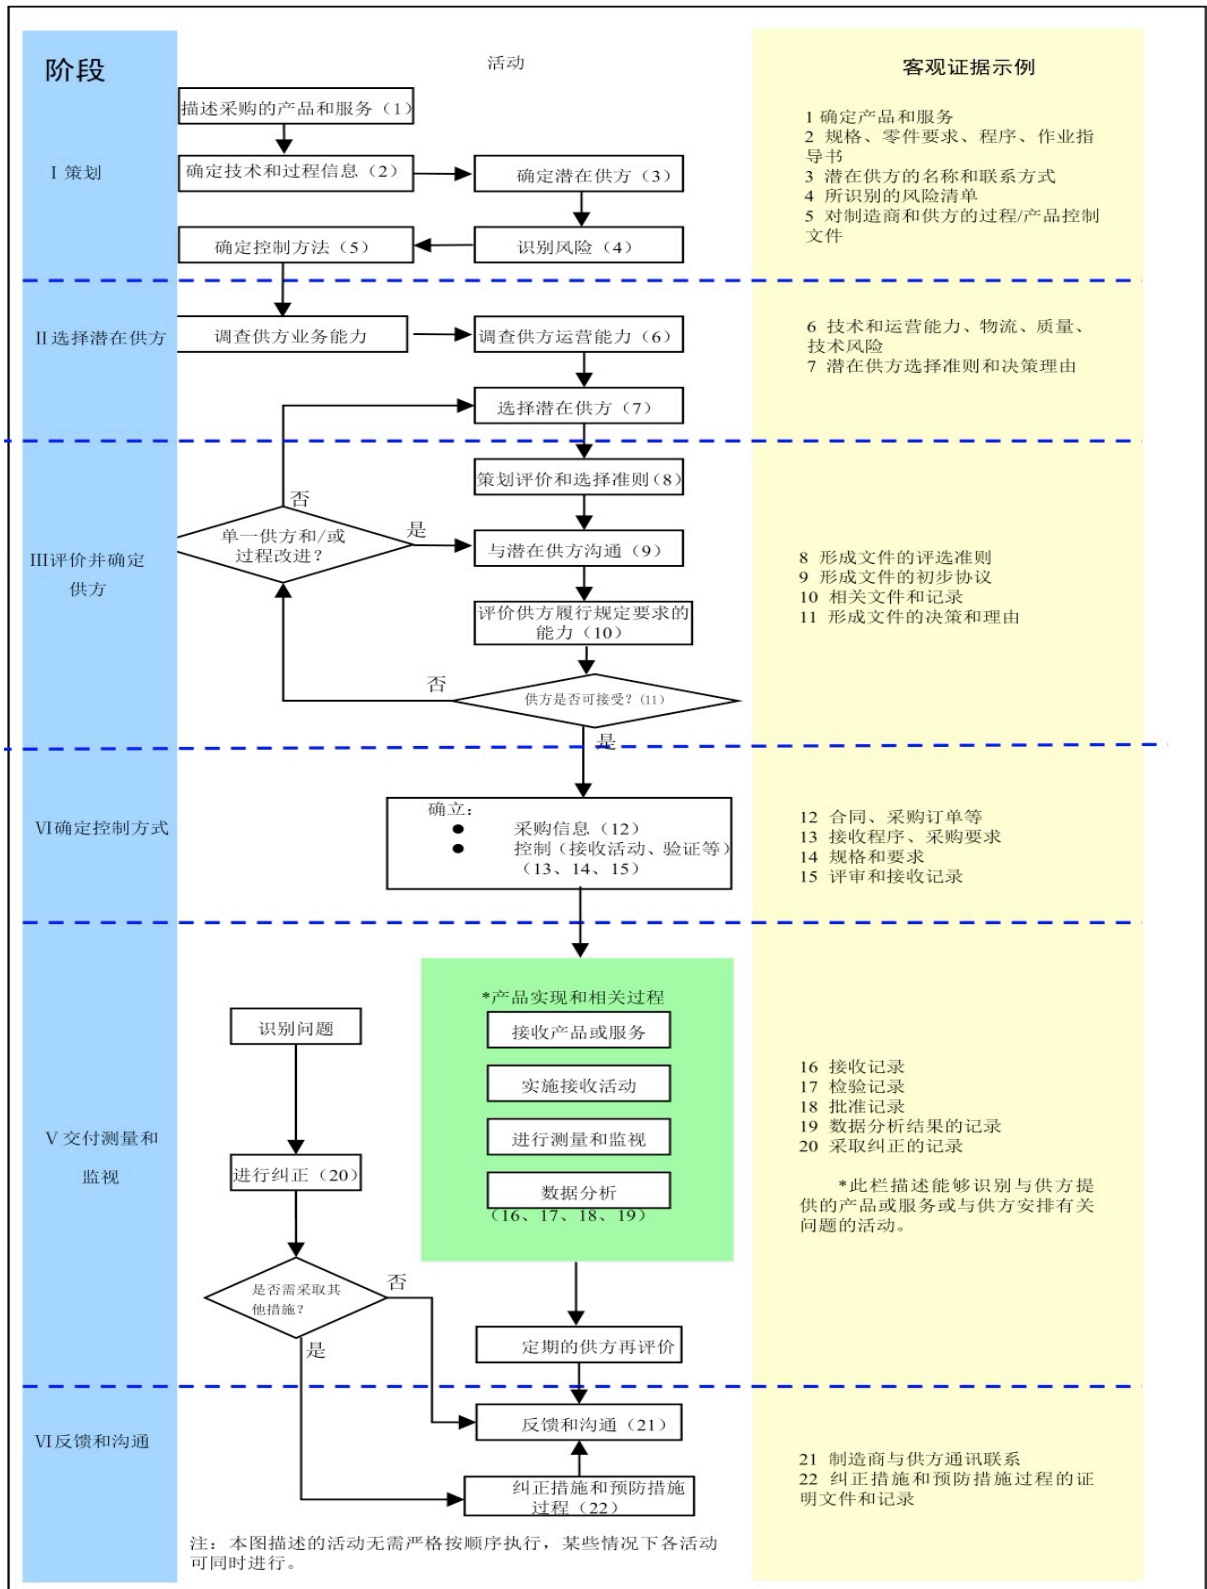 阶段
活动
客观证据示例
I 策划
描述采购的产品和服务（1）
确定技术和过程信息（2）
确定潜在供方（3）
确定控制方法（5）
识别风险（4）
1 确定产品和服务
2 规格、零件要求、程序、作业指
导书
3 潜在供方的名称和联系方式
4 所识别的风险清单
5 对制造商和供方的过程/产品控制
文件
II 选择潜在供方
调查供方业务能力
调查供方运营能力（6）
选择潜在供方（7）
6 技术和运营能力、物流、质量、
技术风险
7 潜在供方选择准则和决策理由
III评价并确定
供方
策划评价和选择准则（8）
否
单一供方和/或
过程改进？
是
与潜在供方沟通（9）
评价供方履行规定要求的
能力（10）
否
供方是否可接受？(11)
是
8 形成文件的评选准则
9 形成文件的初步协议
10 相关文件和记录
11 形成文件的决策和理由
VI确定控制方式
确立：
● 采购信息（12）
● 控制（接收活动、验证等）
（13、14、15）
12 合同、采购订单等
13 接收程序、采购要求
14 规格和要求
15 评审和接收记录
V 交付测量和
监视
识别问题
进行纠正（20）
是否需采取其
他措施？
否
是
*产品实现和相关过程
接收产品或服务
实施接收活动
进行测量和监视
数据分析
（16、17、18、19）
定期的供方再评价
16 接收记录
17 检验记录
18 批准记录
19 数据分析结果的记录
20 采取纠正的记录
*此栏描述能够识别与供方提
供的产品或服务或与供方安排有关
问题的活动。
VI反馈和沟通
反馈和沟通（21）
纠正措施和预防措施
过程（22）
21 制造商与供方通讯联系
22 纠正措施和预防措施过程的证
明文件和记录
注：本图描述的活动无需严格按顺序执行，某些情况下各活动
可同时进行。